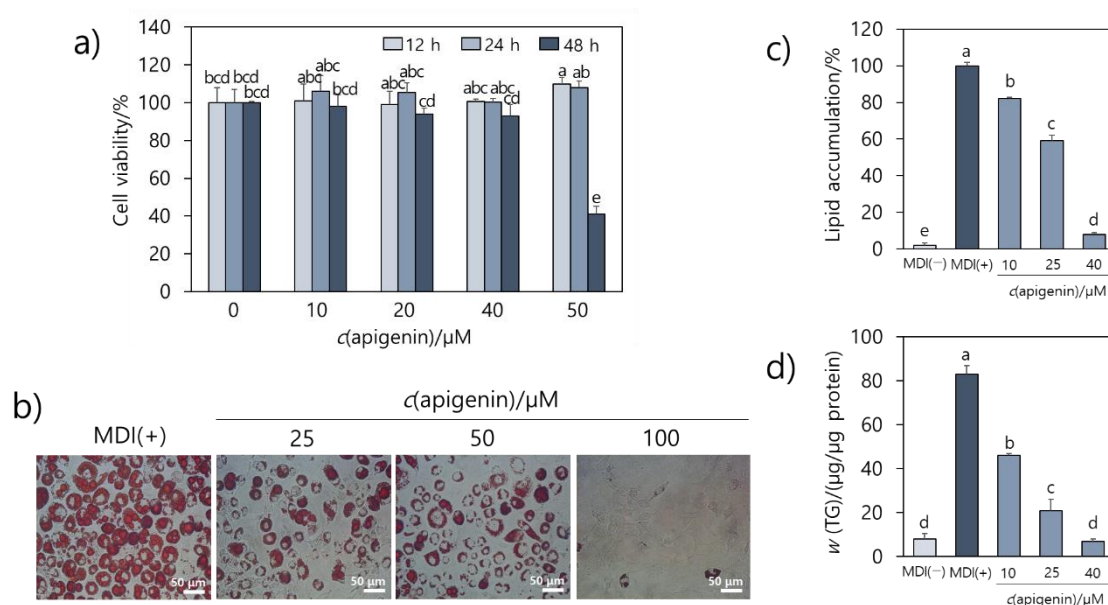 a)
140
120
100
80
60
40
20
0
Cell viability/%
12 h 24 h 48 h
bcd bcd bcd
abc abc bcd
abc abc cd
abc abc cd
a ab e
0 10 20 40 50
c(apigenin)/µM
b)
c(apigenin)/µM
MDI(+) 25 50 100
50 µm 50 µm 50 µm 50 µm
c)
120
100
80
60
40
20
0
Lipid accumulation/%
e a b c d
MDI(−) MDI(+) 10 25 40
c(apigenin)/µM
d)
100
80
60
40
20
0
w (TG)/(µg/µg protein)
d a b c d
MDI(−) MDI(+) 10 25 40
c(apigenin)/µM